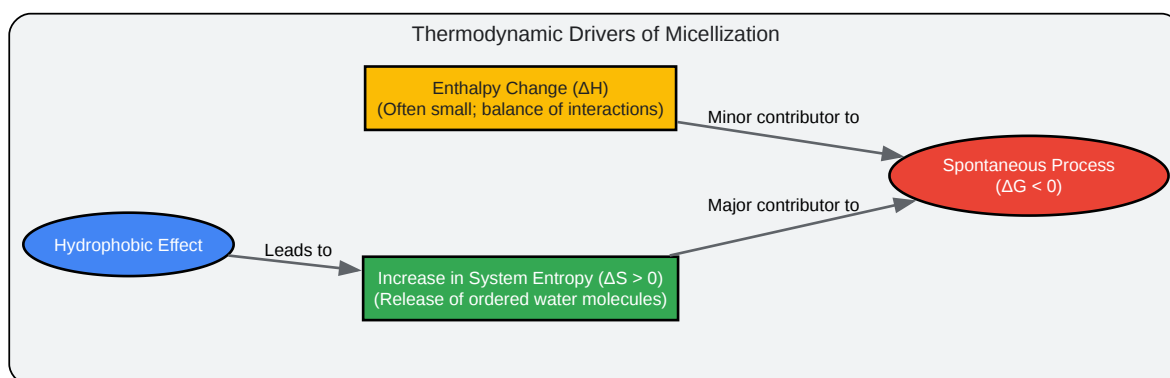 Thermodynamic Drivers of Micellization
Enthalpy Change (ΔH)
(Often small; balance of interactions)
Minor contributor to
Spontaneous Process
(ΔG < 0)
Major contributor to
Hydrophobic Effect
Leads to
Increase in System Entropy (ΔS > 0)
(Release of ordered water molecules)